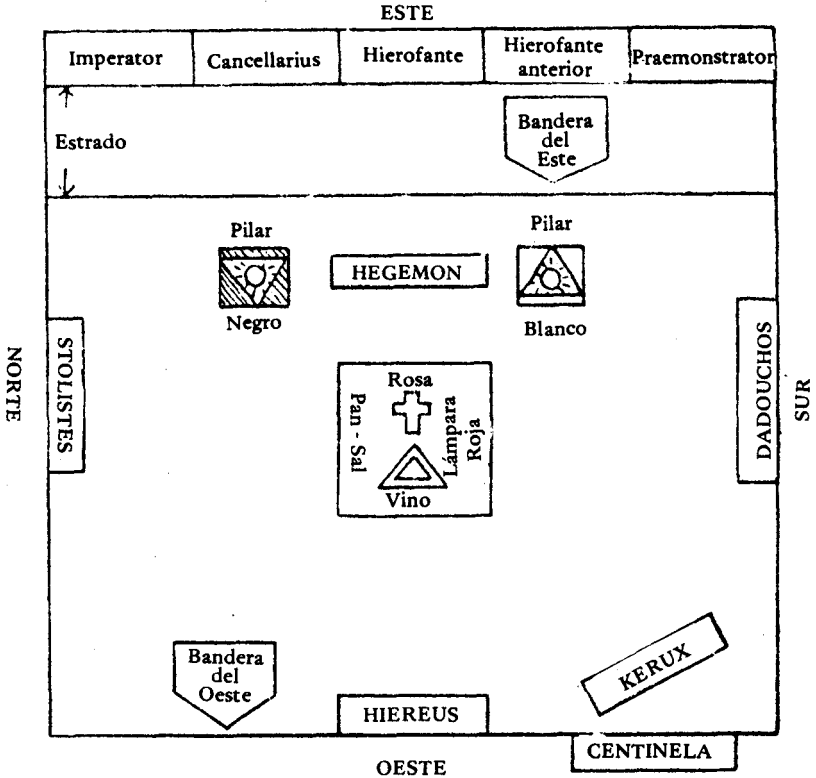 ESTE
Imperator
Cancellarius
Hierofante
Hierofante
anterior
Praemonstrator
Estrado
Bandera
del
Este
Pilar
Pilar
HEGEMON
Negro
Blanco
NORTE
STOLISTES
Rosa
Pan - Sal
Lámpara
Roja
Vino
DADOUCHOS
SUR
Bandera
del
Oeste
KERUX
HIEREUS
CENTINELA
OESTE